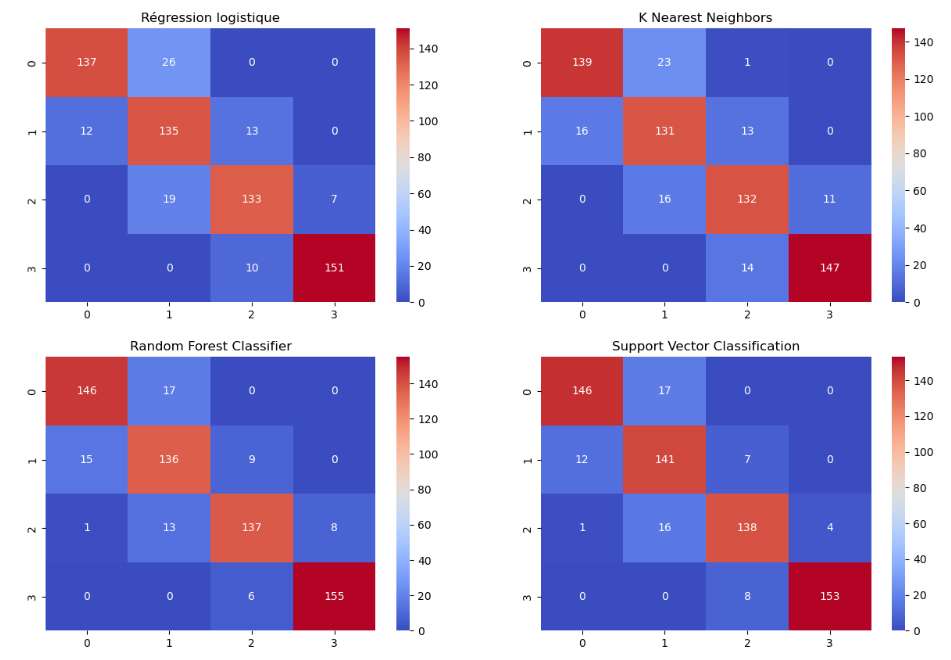 Régression logistique
0 137 26 0 0
1 12 135 13 0
2 0 19 133 7
3 0 0 10 151
0 1 2 3
140
120
100
80
60
40
20
0
K Nearest Neighbors
0 139 23 1 0
1 16 131 13 0
2 0 16 132 11
3 0 0 14 147
0 1 2 3
140
120
100
80
60
40
20
0
Random Forest Classifier
0 146 17 0 0
1 15 136 9 0
2 1 13 137 8
3 0 0 6 155
0 1 2 3
140
120
100
80
60
40
20
0
Support Vector Classification
0 146 17 0 0
1 12 141 7 0
2 1 16 138 4
3 0 0 8 153
0 1 2 3
140
120
100
80
60
40
20
0